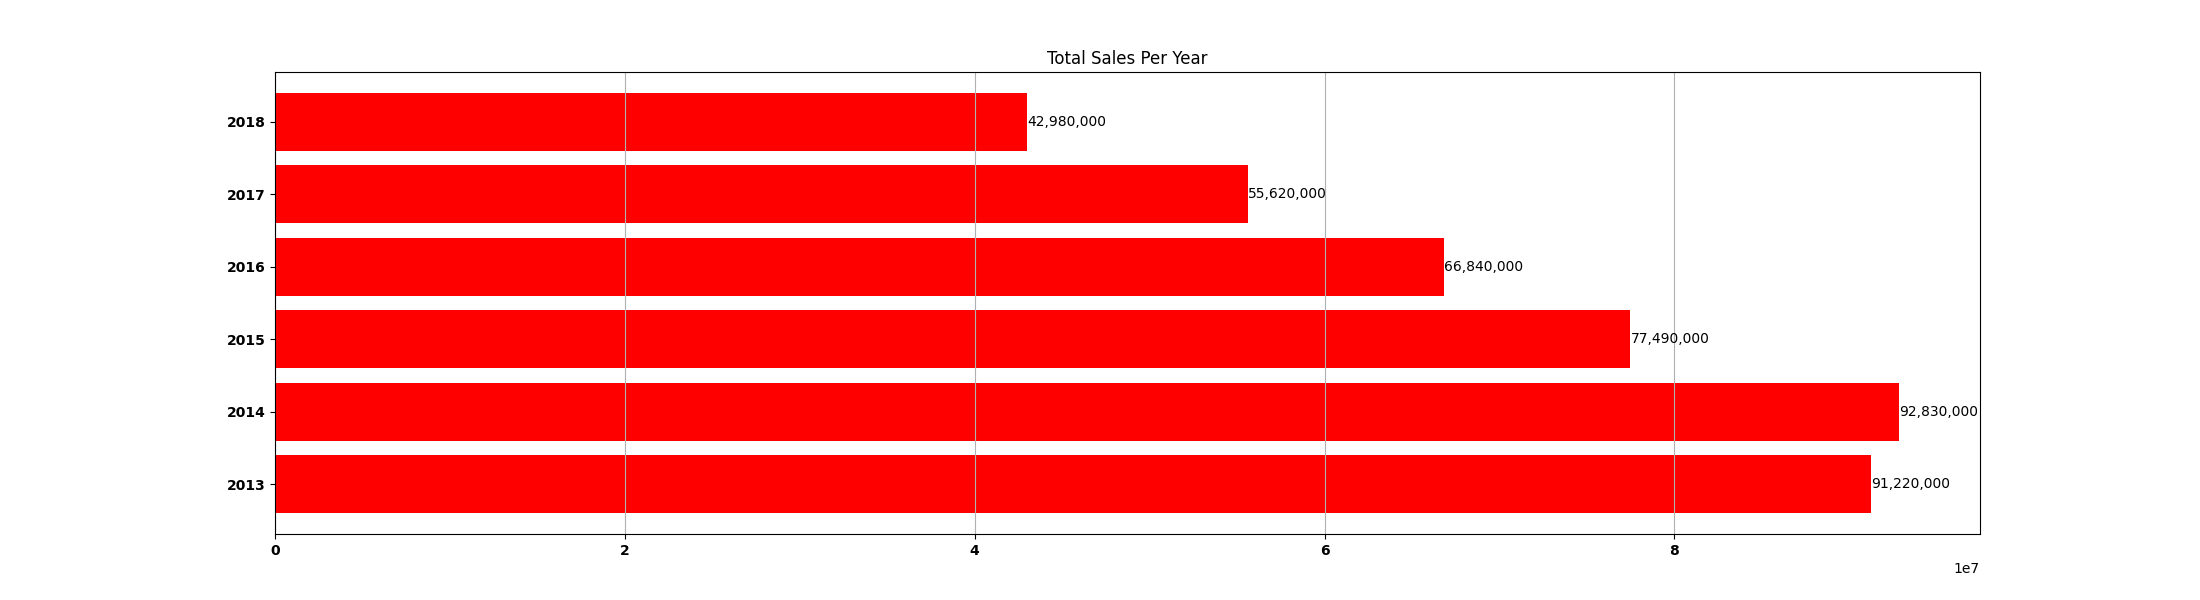 Total Sales Per Year
2018 42,980,000
2017 55,620,000
2016 66,840,000
2015 77,490,000
2014 92,830,000
2013 91,220,000
0 2 4 6 8
1e7